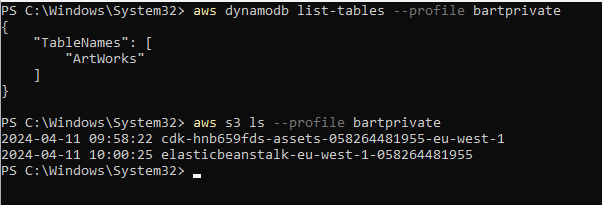 PS C:\Windows\System32> aws dynamodb list-tables --profile bartprivate
{
    "TableNames": [
        "ArtWorks"
    ]
}
PS C:\Windows\System32> aws s3 ls --profile bartprivate
2024-04-11 09:58:22 cdk-hnb659fds-assets-058264481955-eu-west-1
2024-04-11 10:00:25 elasticbeanstalk-eu-west-1-058264481955
PS C:\Windows\System32>